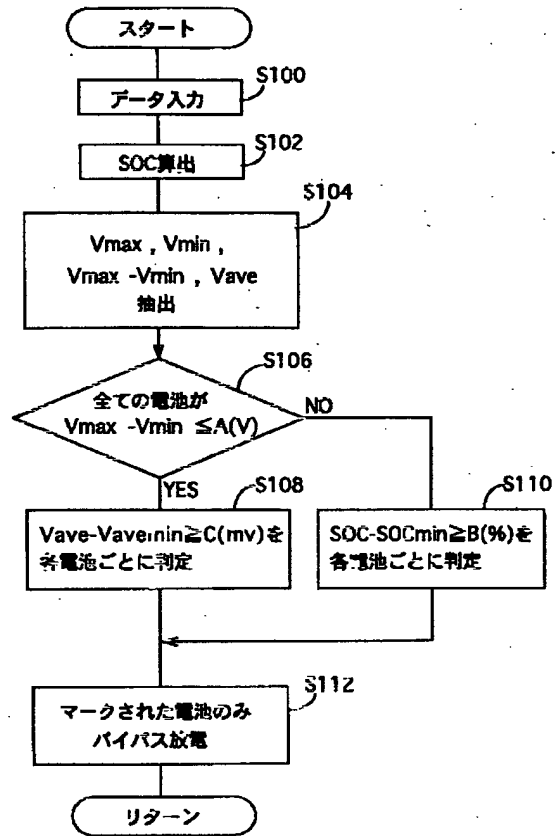 スタート
S100
データ入力
S102
SOC算出
S104
Vmax , Vmin ,
Vmax -Vmin , Vave
抽出
S106
全ての電池が
Vmax -Vmin ≦A(V)
NO
YES
S108
Vave-Vavemin≧C(mv)を
各電池ごとに判定
S110
SOC-SOCmin≧B(%)を
各電池ごとに判定
S112
マークされた電池のみ
バイパス放電
リターン